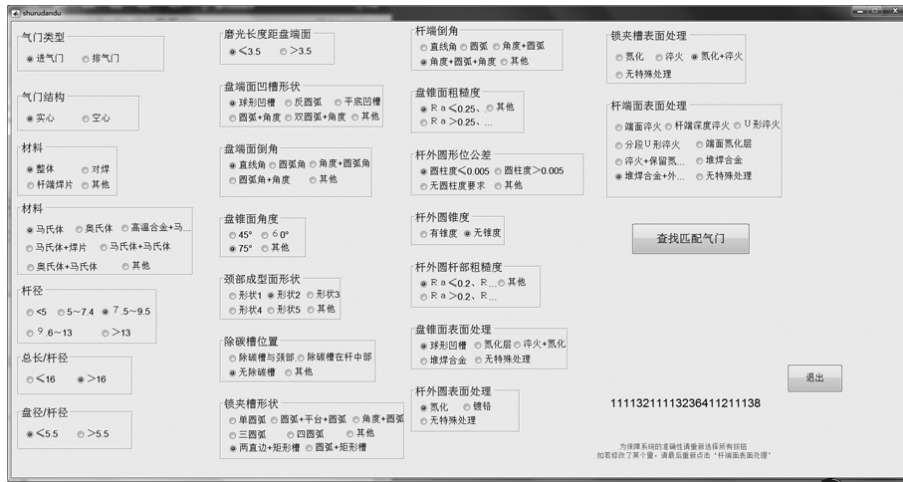 shurudandu
气门类型
进气门 排气门
气门结构
实心 空心
材料
整体 对焊
杆端焊片 其他
材料
马氏体 奥氏体 高温合金+马...
马氏体+焊片 马氏体+马氏体
奥氏体+马氏体 其他
杆径
<5 5~7.4 7.5~9.5
9.6~13 >13
总长/杆径
≤16 >16
盘径/杆径
≤5.5 >5.5
磨光长度距盘端面
≤3.5 >3.5
盘端面凹槽形状
球形凹槽 反圆弧 平底凹槽
圆弧+角度 双圆弧+角度 其他
盘端面倒角
直线角 圆弧角 角度+圆弧角
圆弧角+角度 其他
盘锥面角度
45° 60°
75° 其他
颈部成型面形状
形状1 形状2 形状3
形状4 形状5 其他
除碳槽位置
除碳槽与颈部... 除碳槽在杆中部
无除碳槽 其他
锁夹槽形状
单圆弧 圆弧+平台+圆弧 角度+圆弧
三圆弧 四圆弧 其他
两直边+矩形槽 圆弧+矩形槽
杆端倒角
直线角 圆弧 角度+圆弧
角度+圆弧+角度 其他
盘锥面粗糙度
Ra≤0.25、 其他
Ra>0.25、...
杆外圆形位公差
圆柱度≤0.005 圆柱度>0.005
无圆柱度要求 其他
杆外圆锥度
有锥度 无锥度
杆外圆杆部粗糙度
Ra≤0.2、R... 其他
Ra>0.2、R...
盘锥面表面处理
球形凹槽 氮化层 淬火+氮化
堆焊合金 无特殊处理
杆外圆表面处理
氮化 镀铬
无特殊处理
锁夹槽表面处理
氮化 淬火 氮化+淬火
无特殊处理
杆端面表面处理
端面淬火 杆端深度淬火 U形淬火
分段U形淬火 端面氮化层
淬火+保留氮... 堆焊合金
堆焊合金+外... 无特殊处理
查找匹配气门
退出
11113211113236411211138
为保障系统的准确性请重新选择所有按钮
如若修改了某个量，请最后重新点击“杆端面表面处理”